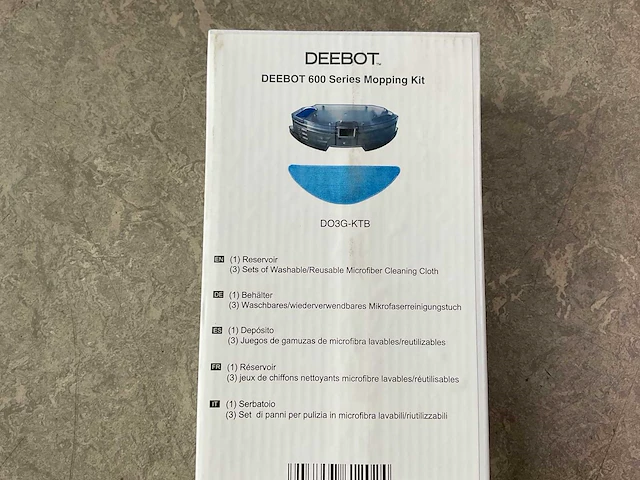 DEEBOT™
DEEBOT 600 Series Mopping Kit
DO3G-KTB
EN (1) Reservoir
(3) Sets of Washable/Reusable Microfiber Cleaning Cloth
DE (1) Behälter
(3) Waschbares/wiederverwendbares Mikrofaserreinigungstuch
ES (1) Depósito
(3) Juegos de gamuzas de microfibra lavables/reutilizables
FR (1) Réservoir
(3) jeux de chiffons nettoyants microfibre lavables/réutilisables
IT (1) Serbatoio
(3) Set di panni per pulizia in microfibra lavabili/riutilizzabili